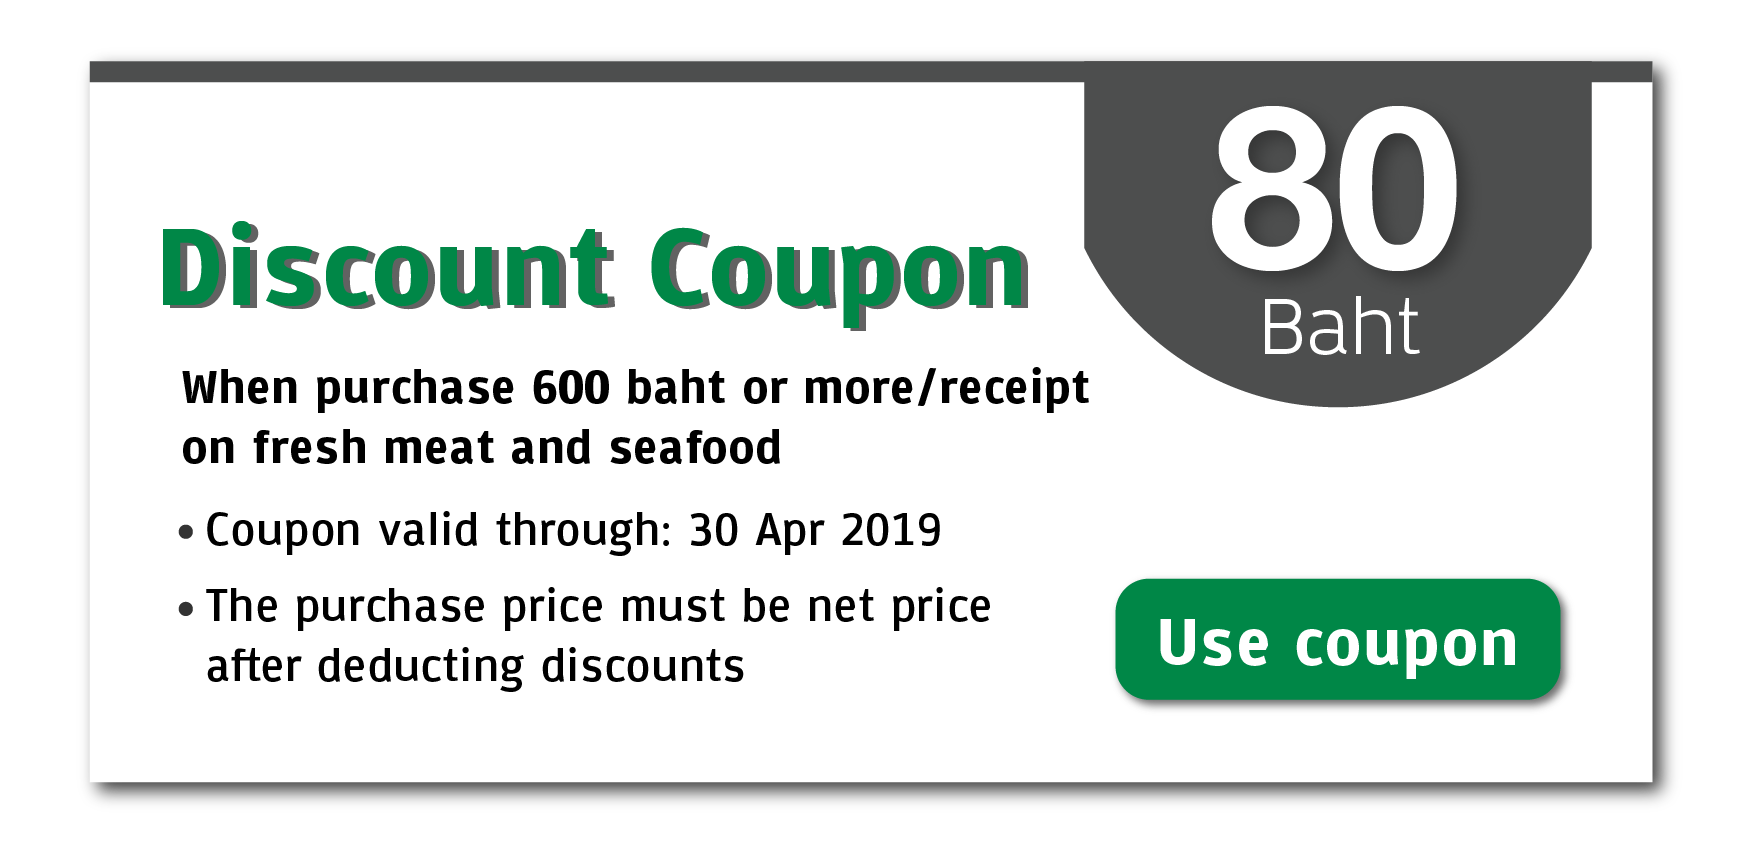 80
Baht
Discount Coupon
When purchase 600 baht or more/receipt
on fresh meat and seafood
• Coupon valid through: 30 Apr 2019
• The purchase price must be net price
after deducting discounts
Use coupon